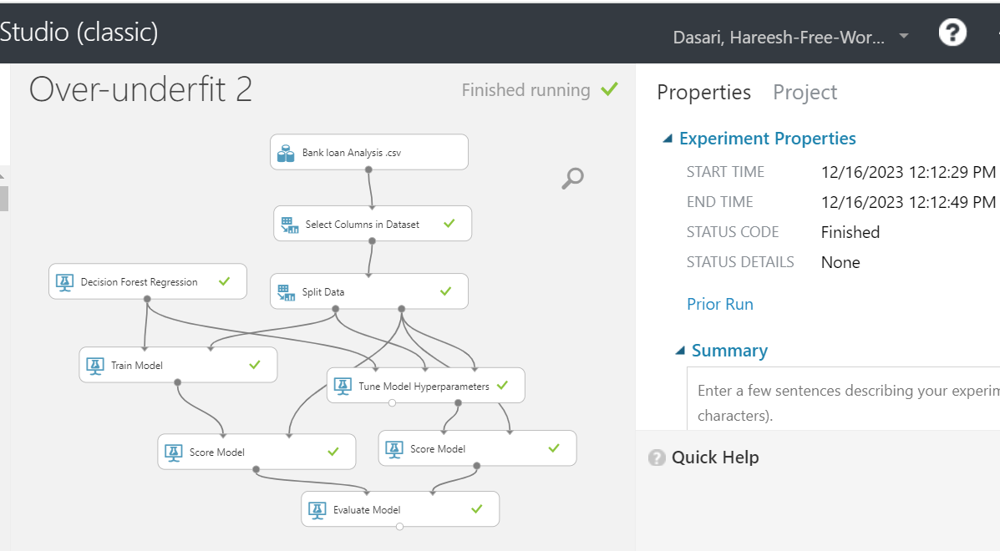 Studio (classic)
Dasari, Hareesh-Free-Wor...
?
Over-underfit 2
Finished running
Properties
Project
Experiment Properties
START TIME 12/16/2023 12:12:29 PM
END TIME 12/16/2023 12:12:49 PM
STATUS CODE Finished
STATUS DETAILS None
Prior Run
Summary
Enter a few sentences describing your experim
characters).
? Quick Help
Bank loan Analysis .csv
Select Columns in Dataset
Decision Forest Regression
Split Data
Train Model
Tune Model Hyperparameters
Score Model
Score Model
Evaluate Model